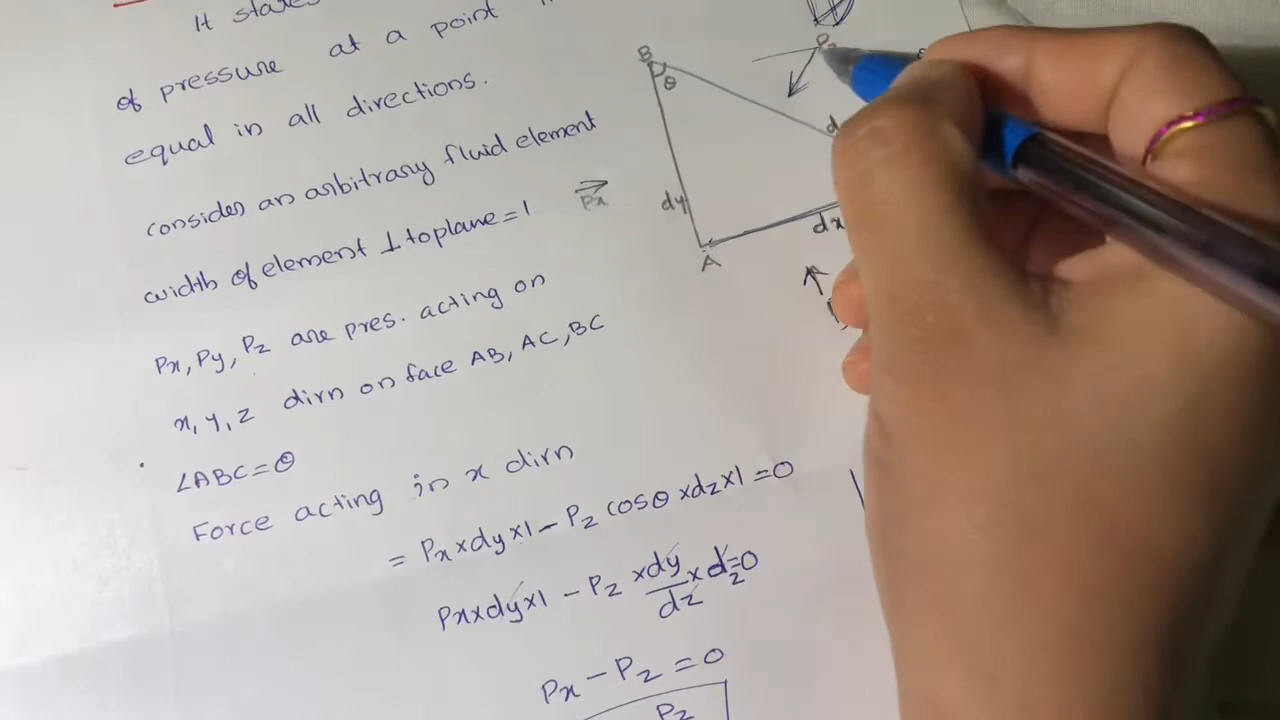 It states
of pressure at a point
equal in all directions.
consider an arbitrary fluid element
width of element ⊥ to plane = 1
Px, Py, Pz are pres. acting on
x, y, z dirn on face AB, AC, BC
∠ABC = θ
Force acting in x dirn
= Px x dy x 1 - Pz cosθ x dz x 1 = 0
Px x dy x 1 - Pz x dy/dz x dz = 0
Px - Pz = 0
Pz
B
θ
dy
Px
A
dx